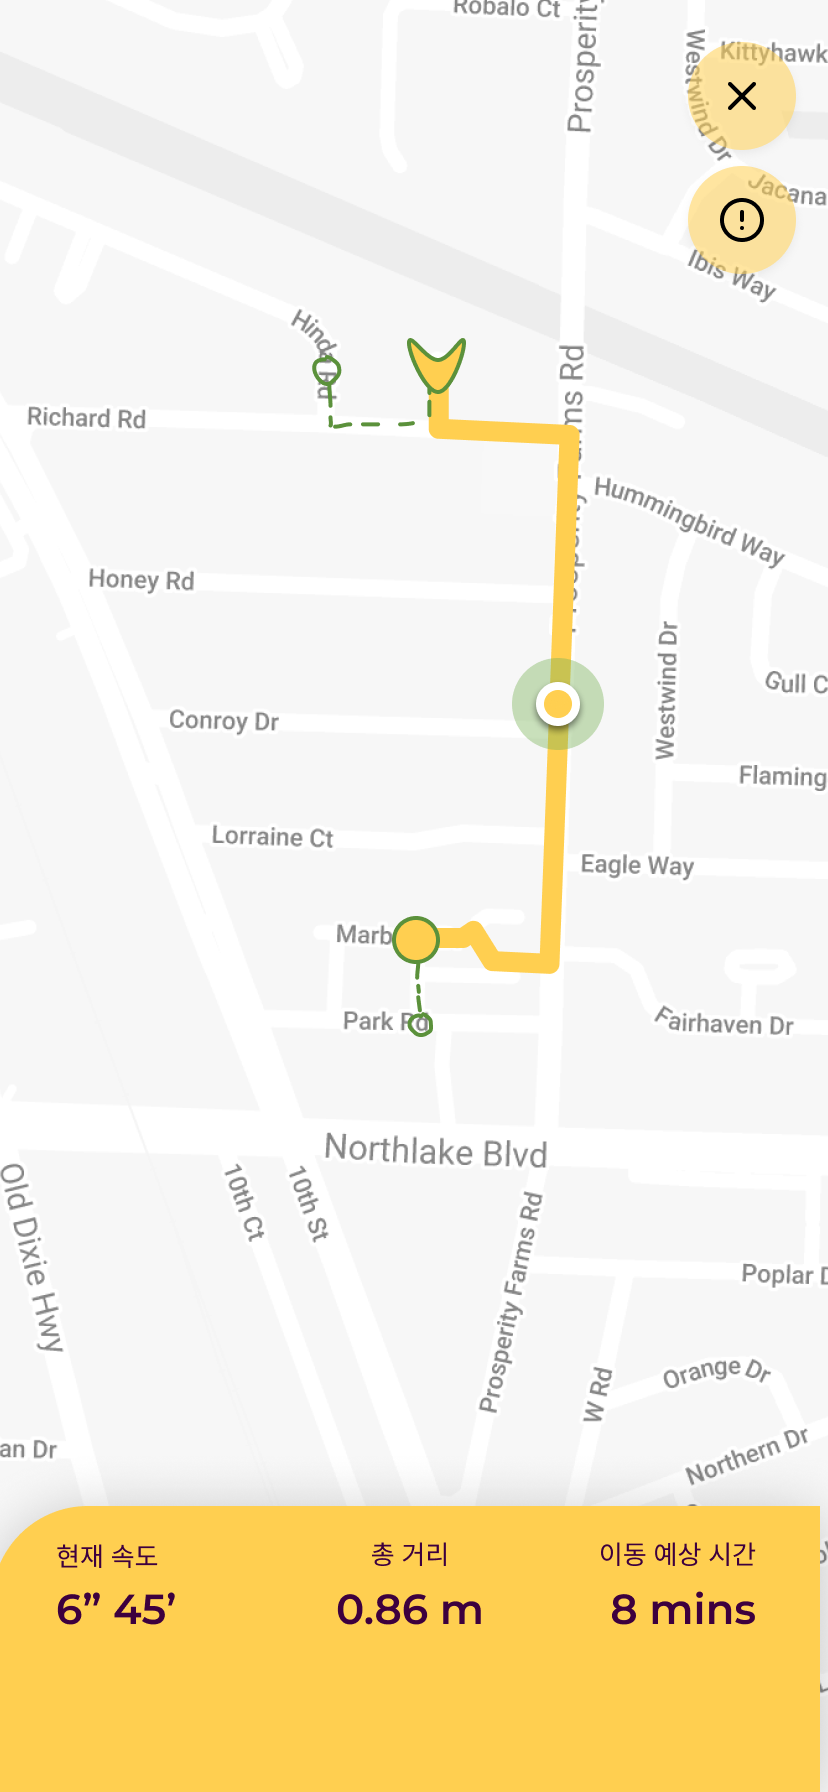 Robalo Ct
Prosperity
Westwind Dr
Kittyhawk
Jacana
Ibis Way
Hinda Rd
Richard Rd
Hummingbird Way
Honey Rd
Westwind Dr
Gull C
Conroy Dr
Flaming
Lorraine Ct
Eagle Way
Marb
Park Rd
Fairhaven Dr
Northlake Blvd
Old Dixie Hwy
10th Ct
10th St
Prosperity Farms Rd
Poplar D
W Rd
Orange Dr
an Dr
Northern Dr
현재 속도
총 거리
이동 예상 시간
6” 45’
0.86 m
8 mins